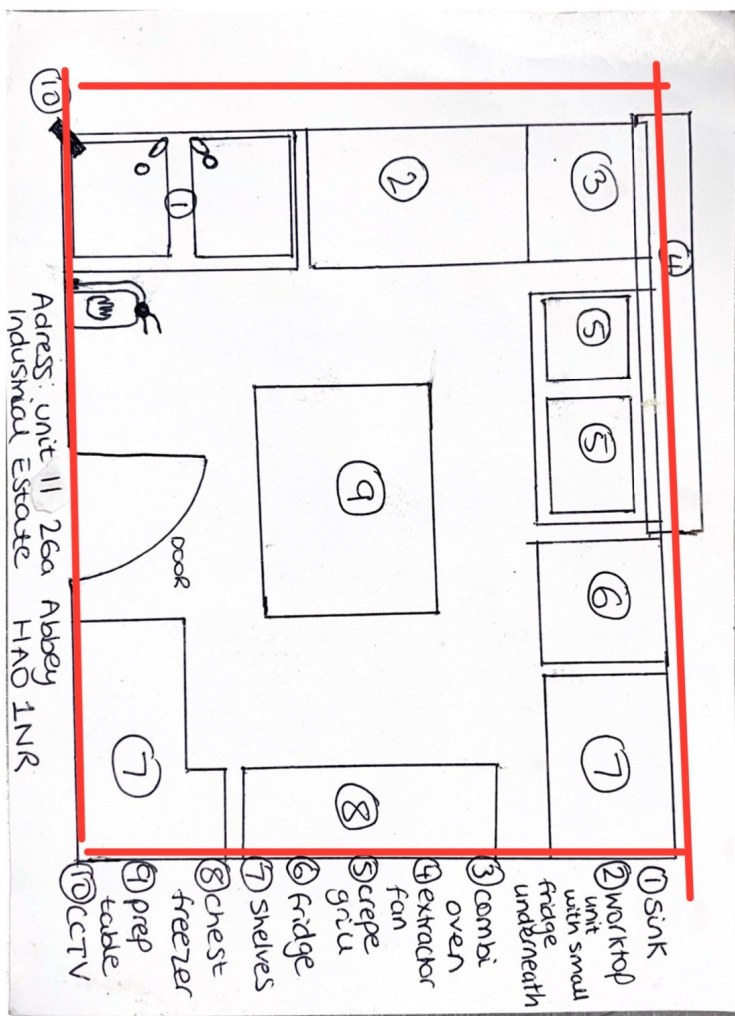 4
3
5
5
6
7
2
9
8
1
DOOR
7
10
① sink
② worktop
unit
with small
fridge
underneath
③ combi
oven
④ extractor
fan
⑤ crepe
grill
⑥ fridge
⑦ shelves
⑧ chest
freezer
⑨ prep
table
⑩ CCTV
Adress: unit 11 26a Abbey
Industrial Estate HAO 1NR